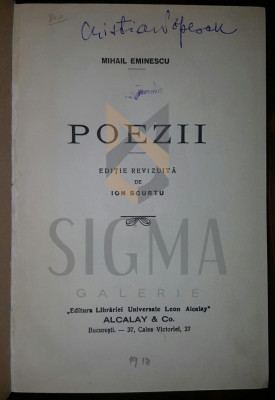 Cristian Popescu
MIHAIL EMINESCU
POEZII
EDIȚIE REVIZUITĂ
DE
ION SCURTU
SIGMA
GALERIE
„Editura Librăriei Universale Leon Alcalay"
ALCALAY & Co.
București. — 37, Calea Victoriei, 37